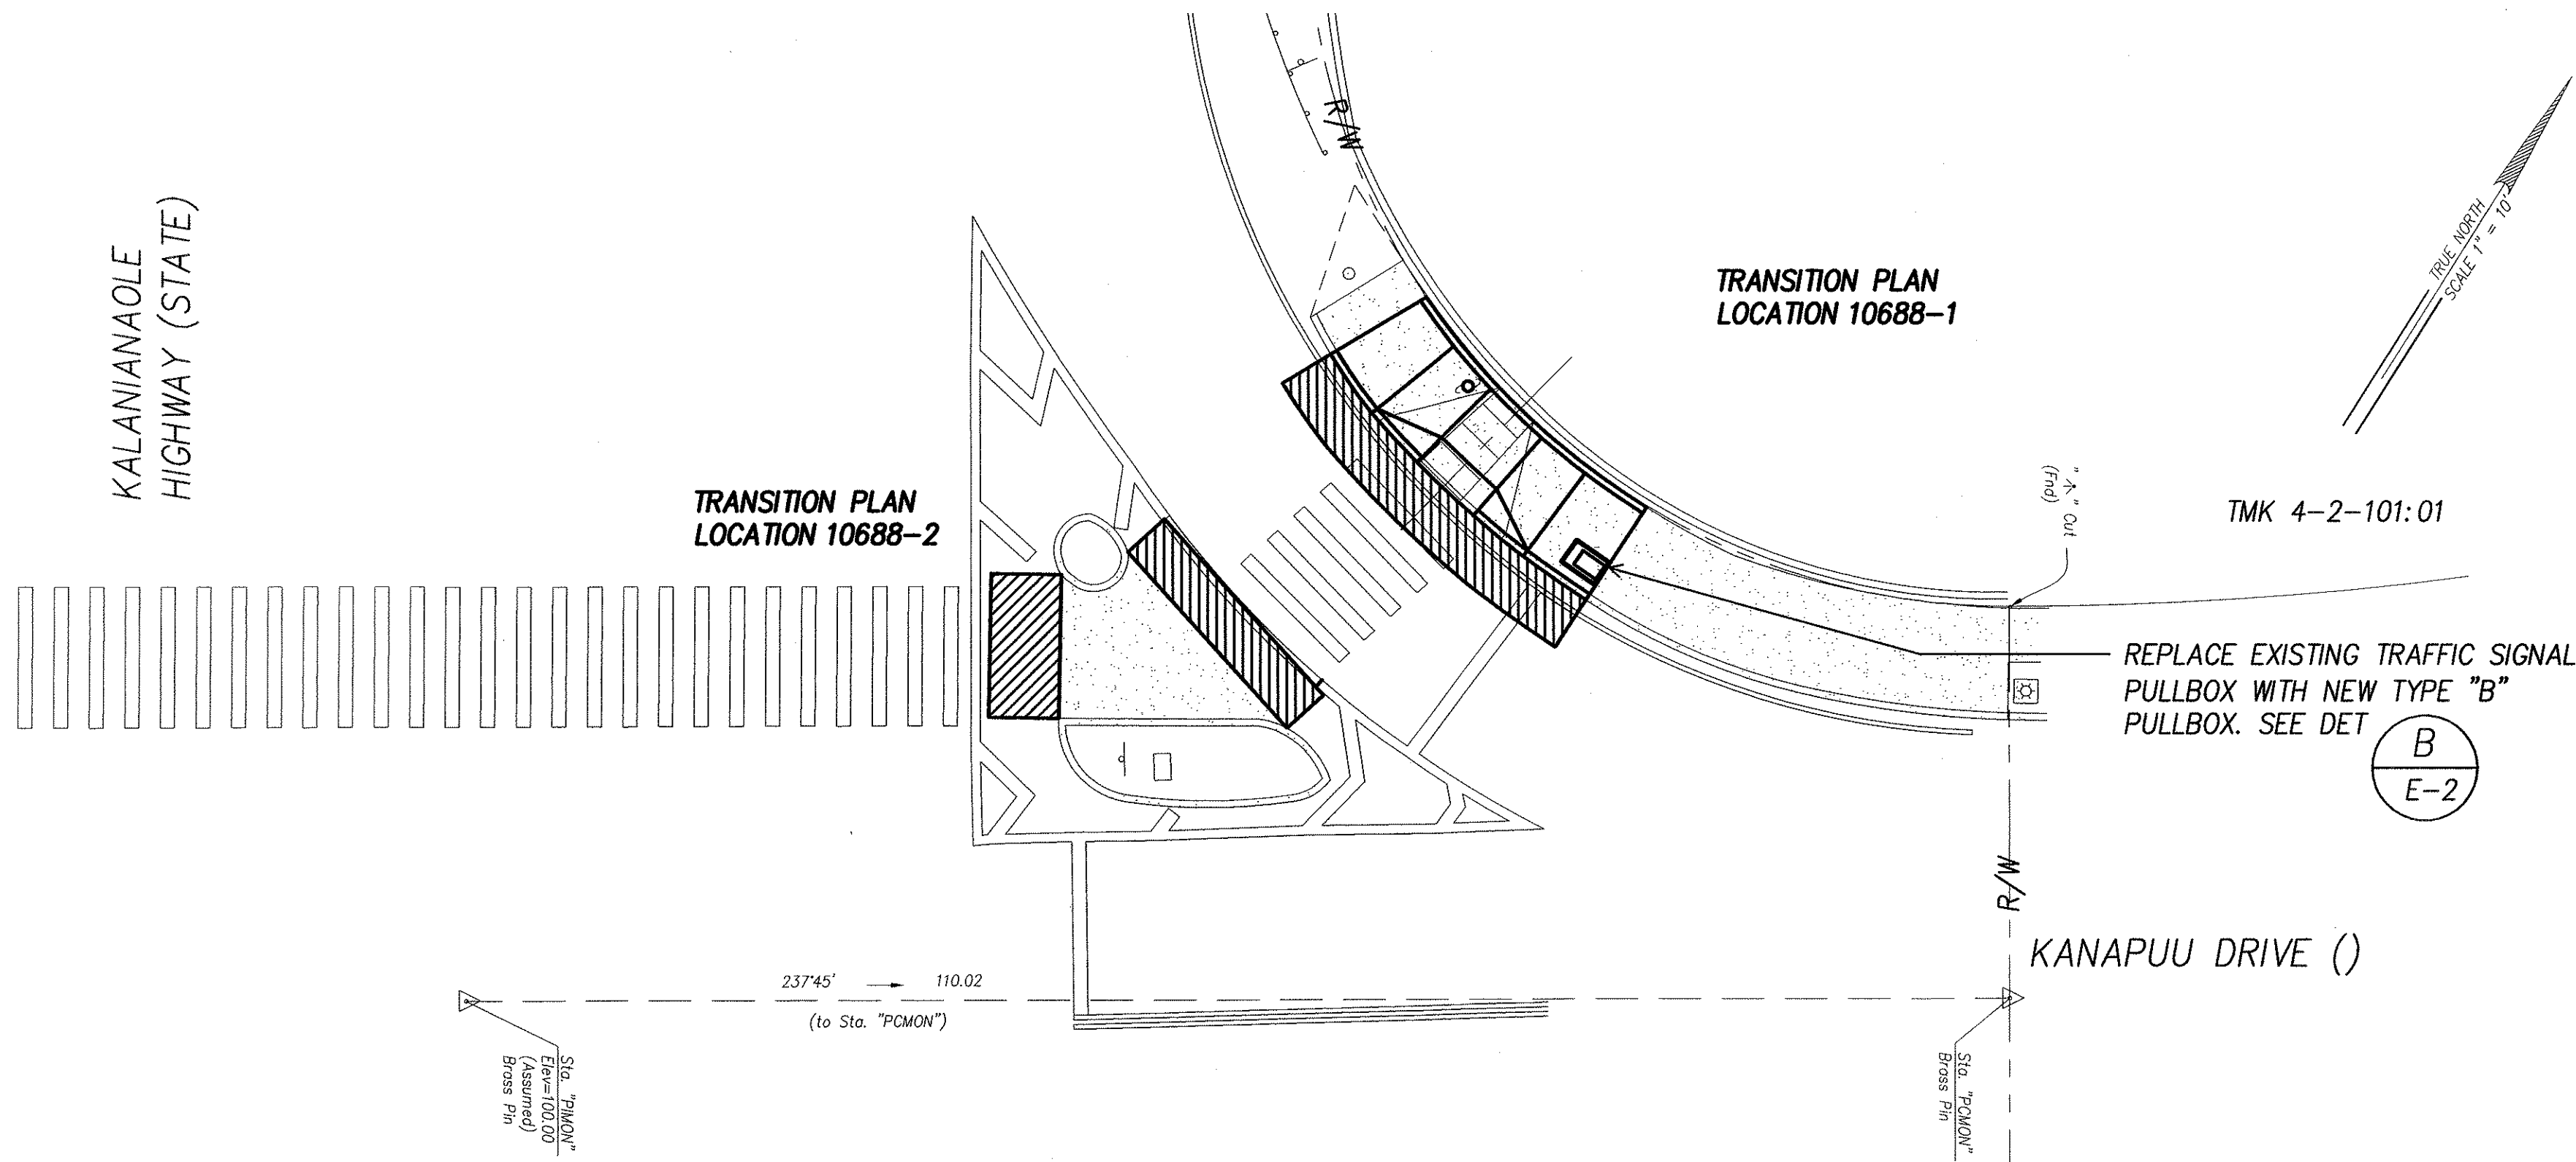 KALANIANAOLE
HIGHWAY (STATE)
R/W
TRANSITION PLAN
LOCATION 10688-1
TRUE NORTH
SCALE 1" = 10'
TRANSITION PLAN
LOCATION 10688-2
Cut
(Fnd)
TMK 4-2-101:01
REPLACE EXISTING TRAFFIC SIGNAL
PULLBOX WITH NEW TYPE "B"
PULLBOX. SEE DET
B
E-2
R/W
KANAPUU DRIVE ()
237°45' 110.02
(to Sta. "PCMON")
Sta. "PIMON"
Elev=100.00
(Assumed)
Brass Pin
Sta. "PCMON"
Brass Pin